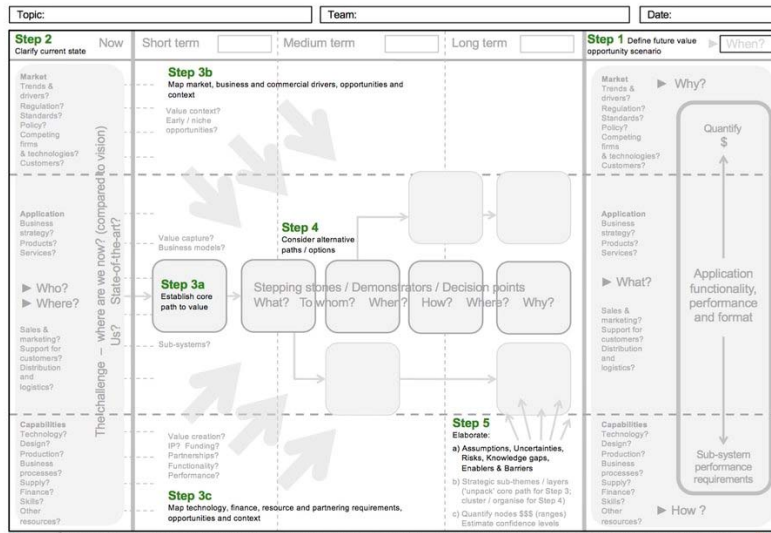 Topic:
Team:
Date:
Step 2
Clarify current state
Now
Short term
Medium term
Long term
Step 1 Define future value
opportunity scenario
When?
Market
Trends &
drivers?
Regulation?
Standards?
Policy?
Competing
firms
& technologies?
Customers?
Application
Business
strategy?
Products?
Services?
Who?
Where?
Sales &
marketing?
Support for
customers?
Distribution
and
logistics?
Capabilities
Technology?
Design?
Production?
Business
processes?
Supply?
Finance?
Skills?
Other
resources?
The challenge – where are we now? (compared to vision)
Us? State-of-the-art?
Step 3b
Map market, business and commercial drivers, opportunities and
context
Value context?
Early / niche
opportunities?
Value capture?
Business models?
Step 4
Consider alternative
paths / options
Step 3a
Establish core
path to value
Stepping stones / Demonstrators / Decision points
What? To whom? When? How? Where? Why?
Sub-systems?
Value creation?
IP? Funding?
Partnerships?
Functionality?
Performance?
Step 3c
Map technology, finance, resource and partnering requirements,
opportunities and context
Step 5
Elaborate:
a) Assumptions, Uncertainties,
Risks, Knowledge gaps,
Enablers & Barriers
b) Strategic sub-themes / layers
('unpack' core path for Step 3;
cluster / organise for Step 4)
c) Quantify nodes $$$ (ranges)
Estimate confidence levels
Market
Trends &
drivers?
Regulation?
Standards?
Policy?
Competing
firms
& technologies?
Customers?
Why?
Application
Business
strategy?
Products?
Services?
What?
Sales &
marketing?
Support for
customers?
Distribution
and
logistics?
Capabilities
Technology?
Design?
Production?
Business
processes?
Supply?
Finance?
Skills?
Other
resources?
How ?
Quantify
$
Application
functionality,
performance
and format
Sub-system
performance
requirements